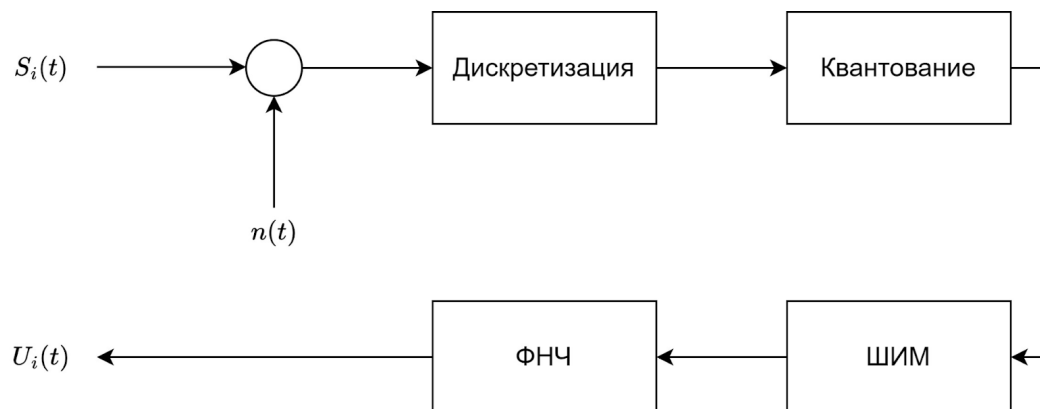 S_i(t)
Дискретизация
Квантование
n(t)
U_i(t)
ФНЧ
ШИМ